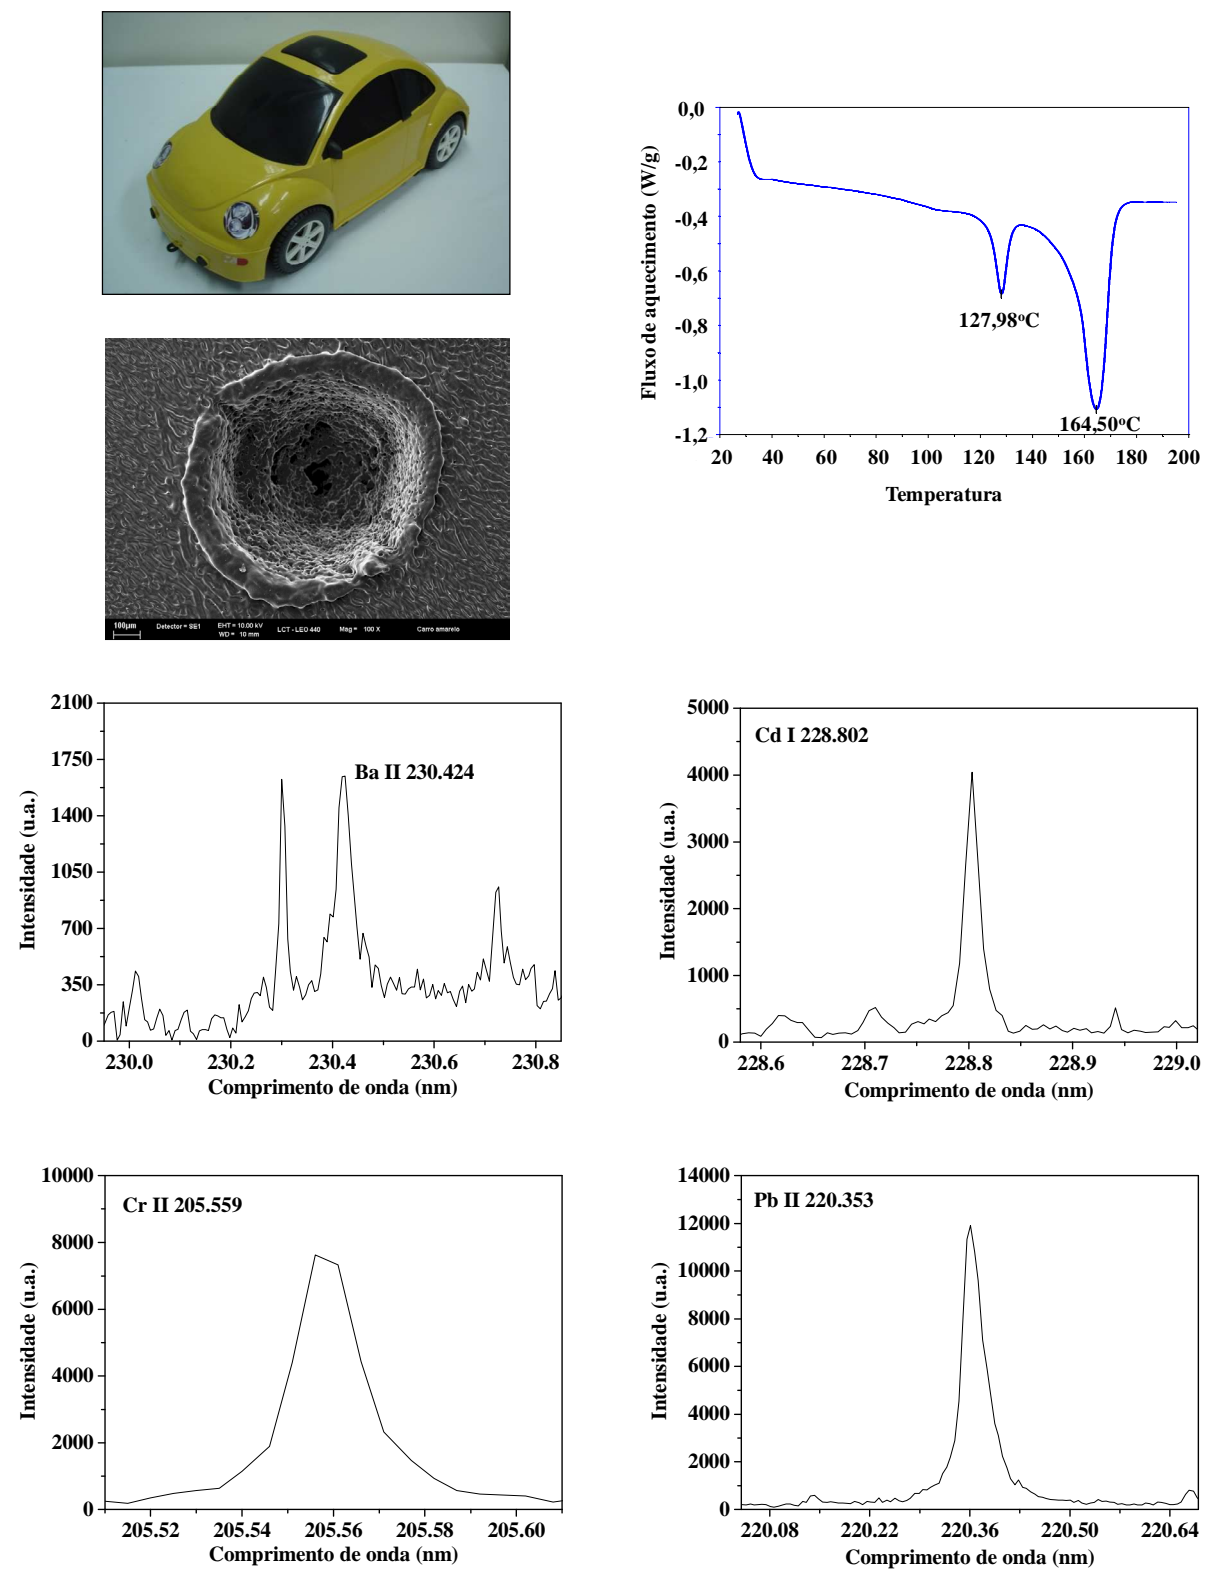 0,0
-0,2
-0,4
-0,6
-0,8
-1,0
-1,2
127,98ºC
164,50ºC
20 40 60 80 100 120 140 160 180 200
Temperatura
Fluxo de aquecimento (W/g)
100µm Detector = SE1 EHT = 10.00 kV WD = 10 mm LCT - LEO 440 Mag = 100 X Carro amarelo
2100
1750
1400
1050
700
350
0
Ba II 230.424
230.0 230.2 230.4 230.6 230.8
Comprimento de onda (nm)
Intensidade (u.a.)
5000
4000
3000
2000
1000
0
Cd I 228.802
228.6 228.7 228.8 228.9 229.0
Comprimento de onda (nm)
Intensidade (u.a.)
10000
8000
6000
4000
2000
0
Cr II 205.559
205.52 205.54 205.56 205.58 205.60
Comprimento de onda (nm)
Intensidade (u.a.)
14000
12000
10000
8000
6000
4000
2000
0
Pb II 220.353
220.08 220.22 220.36 220.50 220.64
Comprimento de onda (nm)
Intensidade (u.a.)